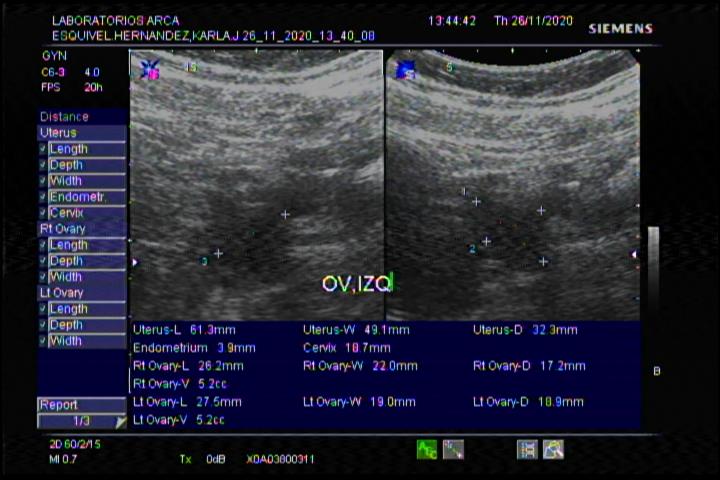 LABORATORIOS ARCA
13:44:42 Th 26/11/2020
SIEMENS
ESQUIVEL.HERNANDEZ,KARLA.J 26_11_2020_13_40_08
GYN
C6-3 4.0
FPS 20h
Distance
Uterus
Length
Depth
Width
Endometr.
Cervix
Rt Ovary
Length
Depth
Width
Lt Ovary
Length
Depth
Width
1
2
3
OV,IZQ
Uterus-L 61.3mm Uterus-W 49.1mm Uterus-D 32.3mm
Endometrium 3.9mm Cervix 18.7mm
Rt Ovary-L 26.2mm Rt Ovary-W 22.0mm Rt Ovary-D 17.2mm
Rt Ovary-V 5.2cc
Lt Ovary-L 27.5mm Lt Ovary-W 19.0mm Lt Ovary-D 18.9mm
Lt Ovary-V 5.2cc
B
Report
1/3
2D 60/2/15
MI 0.7 Tx 0dB XDA03800311